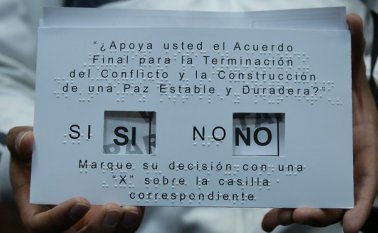 "¿Apoya usted el Acuerdo
Final para la Terminación
del Conflicto y la Construcción
de una Paz Estable y Duradera?"
SI SI NO NO
Marque su decisión con una
"X" sobre la casilla
correspondiente